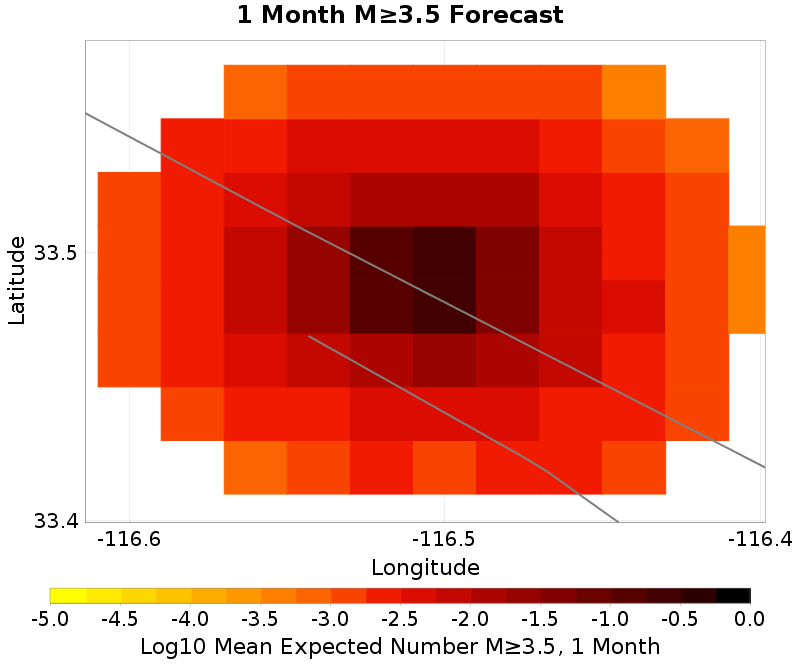 1 Month M≥3.5 Forecast
Latitude
33.5
33.4
-116.6 -116.5 -116.4
Longitude
-5.0 -4.5 -4.0 -3.5 -3.0 -2.5 -2.0 -1.5 -1.0 -0.5 0.0
Log10 Mean Expected Number M≥3.5, 1 Month